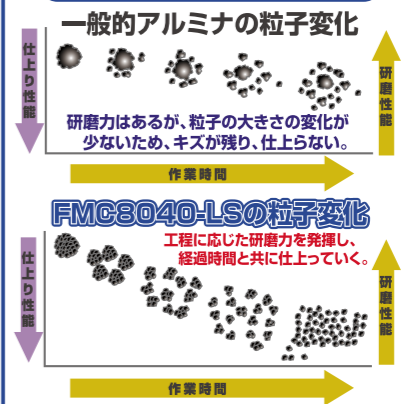 一般的アルミナの粒子変化
仕上り性能
研磨性能
研磨力はあるが、粒子の大きさの変化が
少ないため、キズが残り、仕上らない。
作業時間
FMC8040-LSの粒子変化
工程に応じた研磨力を発揮し、
経過時間と共に仕上っていく。
仕上り性能
研磨性能
作業時間